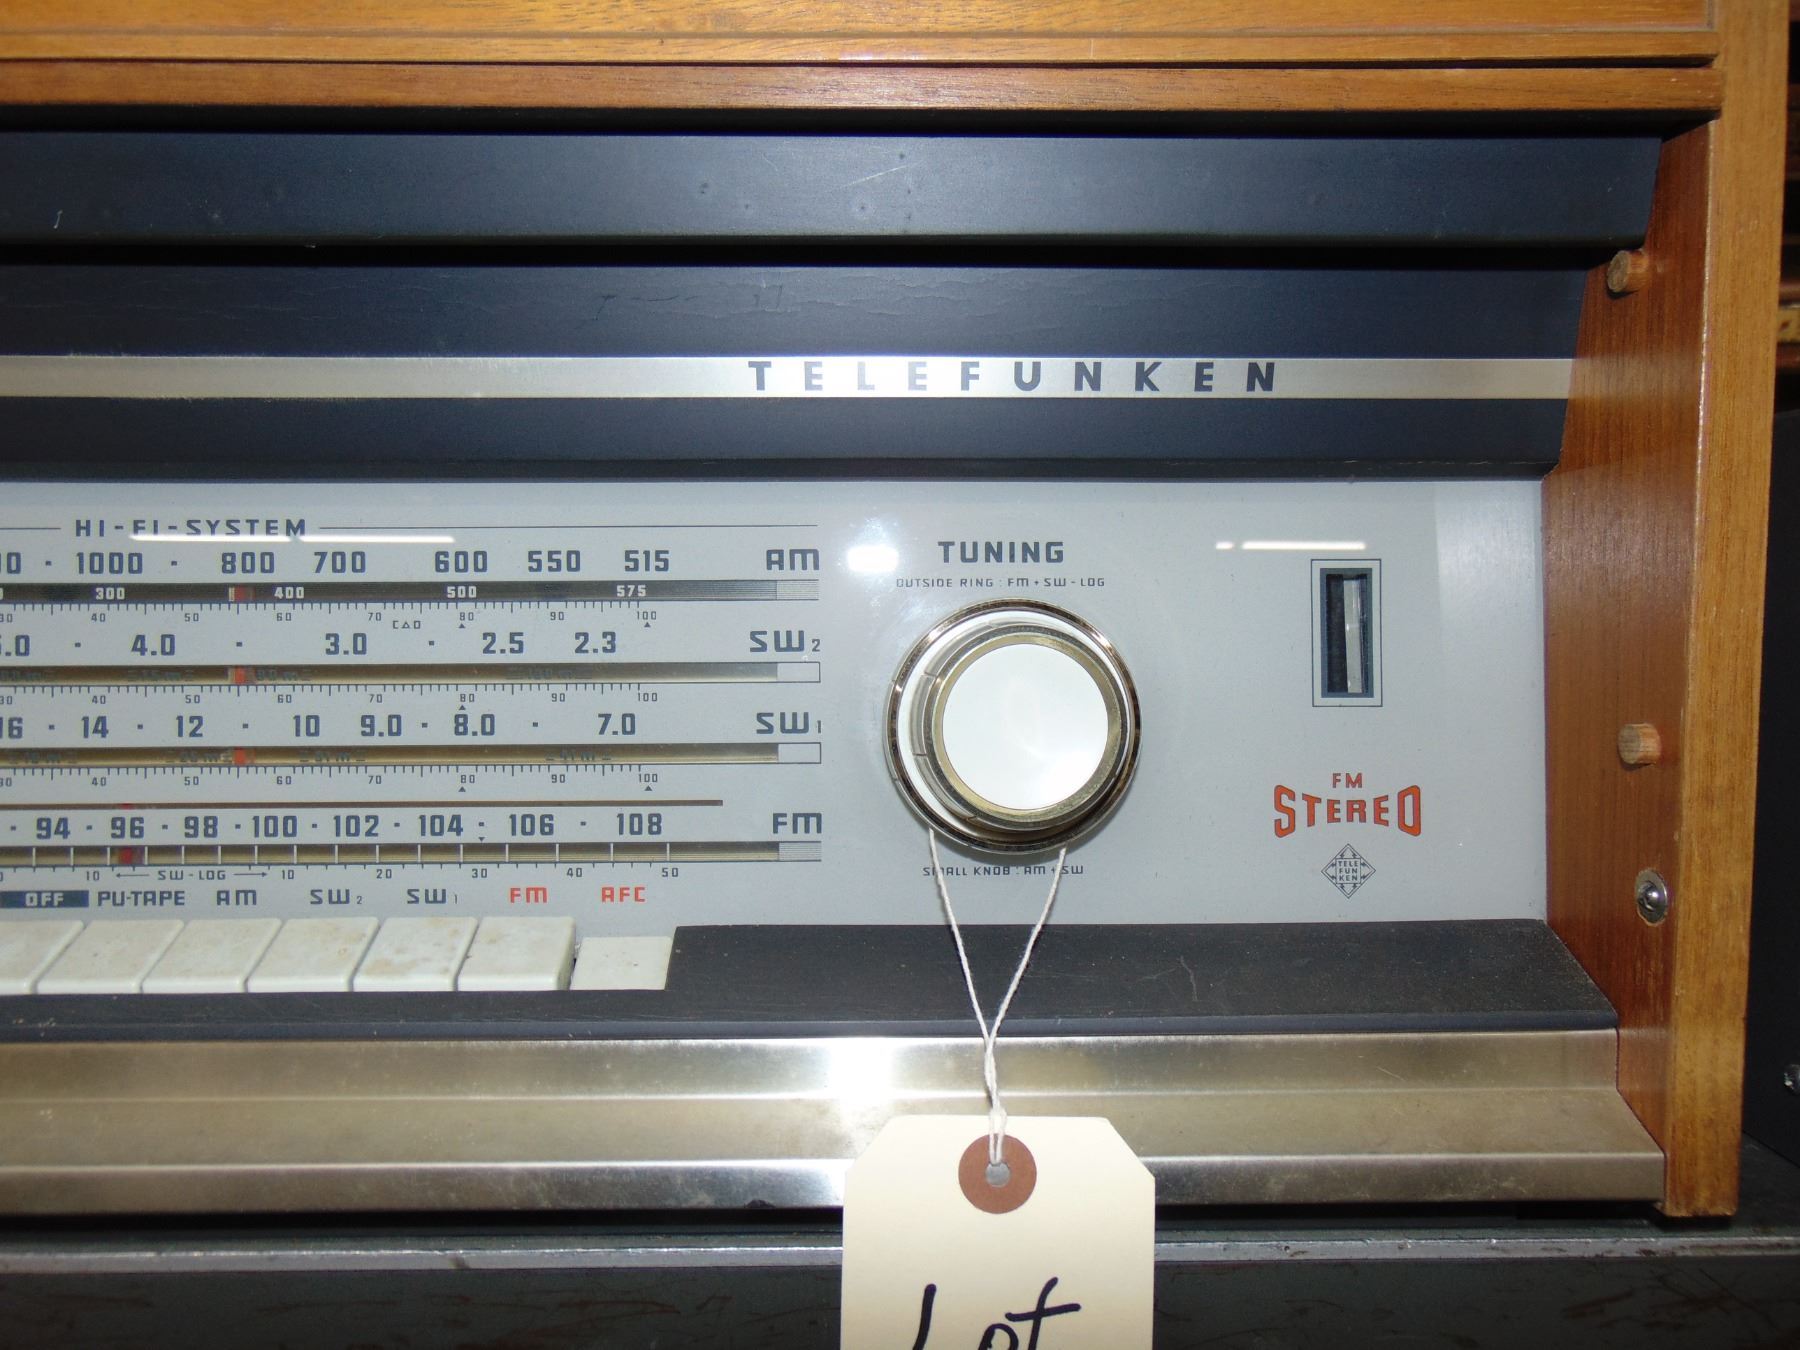 TELEFUNKEN
HI-FI-SYSTEM
· 1000 · 800 700 600 550 515 AM
300 400 500 575
40 50 60 70 80 90 100
4.0 · 3.0 · 2.5 2.3 SW2
40 50 60 70 80 90 100
14 · 12 · 10 9.0 · 8.0 · 7.0 SW1
40 50 60 70 80 90 100
· 94 · 96 · 98 · 100 · 102 · 104 · 106 · 108 FM
10 SW-LOG 10 20 30 40 50
OFF PU-TAPE AM SW2 SW1 FM AFC
TUNING
OUTSIDE RING : FM + SW - LOG
SMALL KNOB : AM + SW
FM
STEREO
TELE
FUN
KEN
Lot